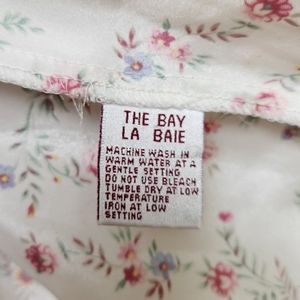 THE BAY
LA BAIE
MACHINE WASH IN
WARM WATER AT A
GENTLE SETTING
DO NOT USE BLEACH
TUMBLE DRY AT LOW
TEMPERATURE
IRON AT LOW
SETTING